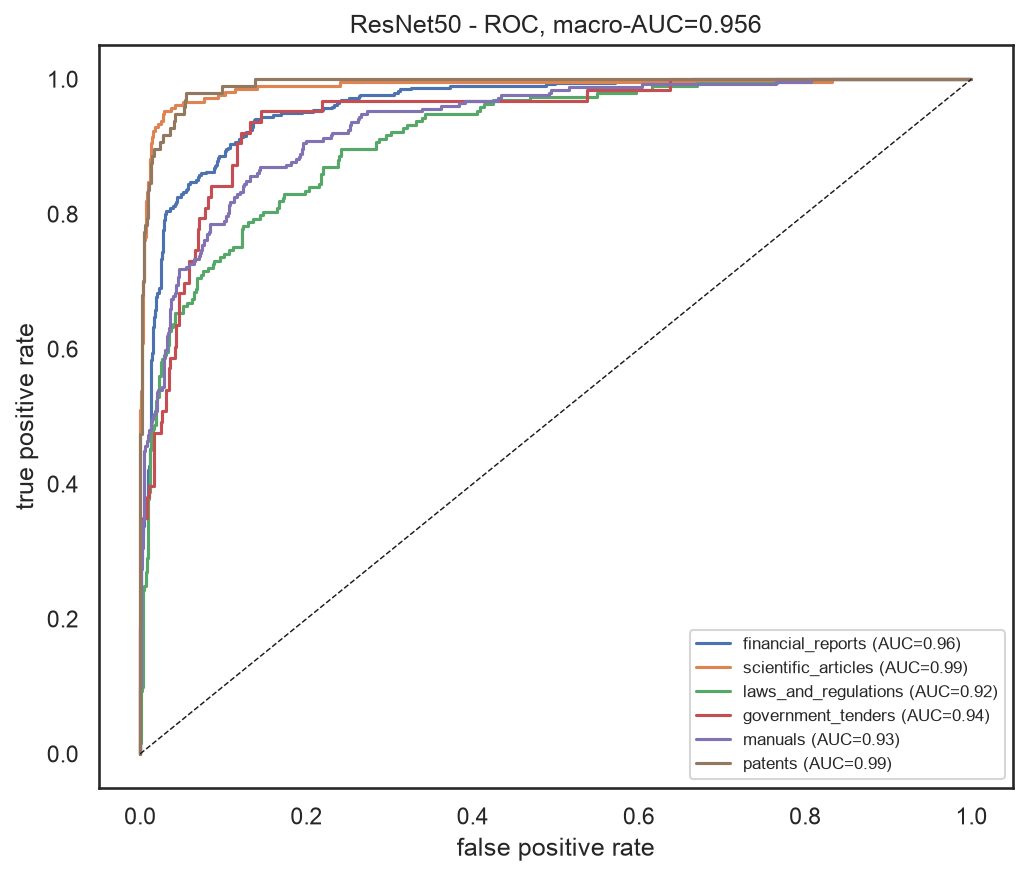 ResNet50 - ROC, macro-AUC=0.956
true positive rate
1.0
0.8
0.6
0.4
0.2
0.0
financial_reports (AUC=0.96)
scientific_articles (AUC=0.99)
laws_and_regulations (AUC=0.92)
government_tenders (AUC=0.94)
manuals (AUC=0.93)
patents (AUC=0.99)
0.0 0.2 0.4 0.6 0.8 1.0
false positive rate